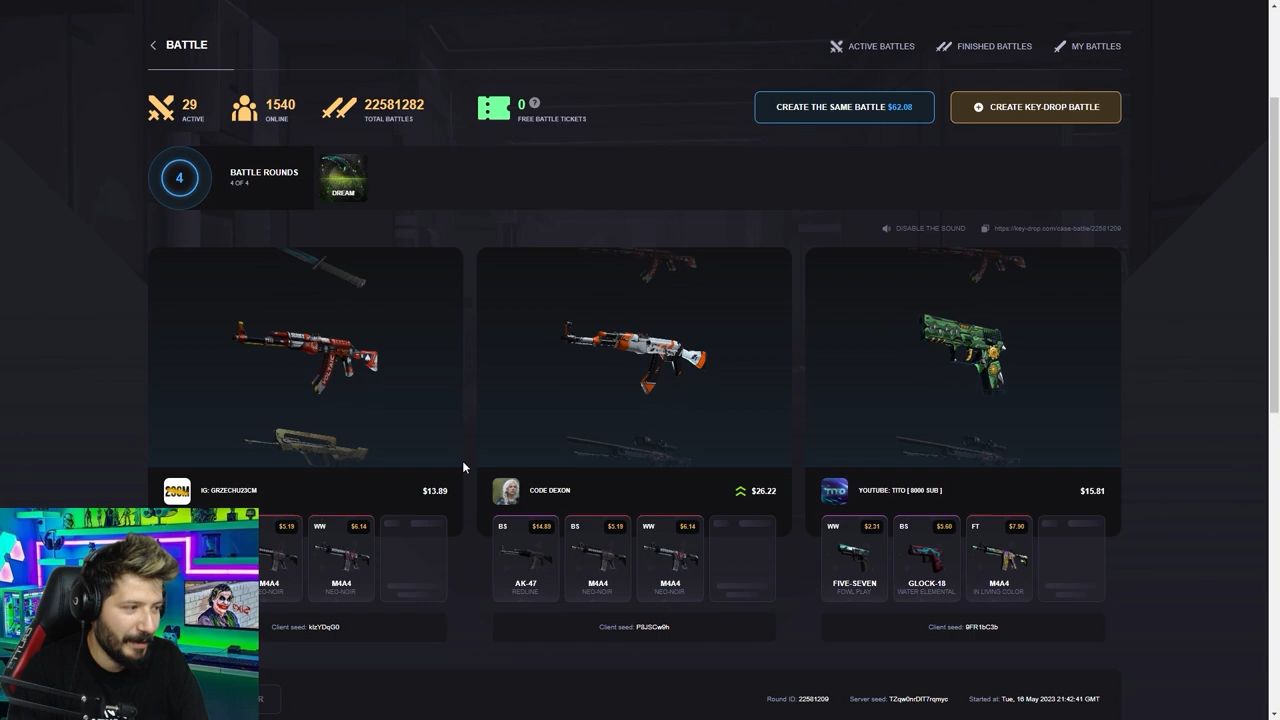 BATTLE
ACTIVE BATTLES
FINISHED BATTLES
MY BATTLES
29
ACTIVE
1540
ONLINE
22581282
TOTAL BATTLES
0 ?
FREE BATTLE TICKETS
CREATE THE SAME BATTLE $62.08
CREATE KEY-DROP BATTLE
4
BATTLE ROUNDS
4 OF 4
DREAM
DISABLE THE SOUND
https://key-drop.com/case-battle/22581209
IG: GRZECHU23CM
$13.89
CODE DEXON
$26.22
YOUTUBE: TITO [ 8000 SUB ]
$15.81
$5.19
M4A4
NEO-NOIR
WW $6.14
M4A4
NEO-NOIR
BS $14.89
AK-47
REDLINE
BS $5.19
M4A4
NEO-NOIR
WW $6.14
M4A4
NEO-NOIR
WW $2.31
FIVE-SEVEN
FOWL PLAY
BS $5.60
GLOCK-18
WATER ELEMENTAL
FT $7.90
M4A4
IN LIVING COLOR
Client seed: klzYDqG0
Client seed: P8JSCw9h
Client seed: 9FR1bC3b
R
Round ID: 22581209
Server seed: TZqw0nrDlT7rqmyc
Started at: Tue, 16 May 2023 21:42:41 GMT